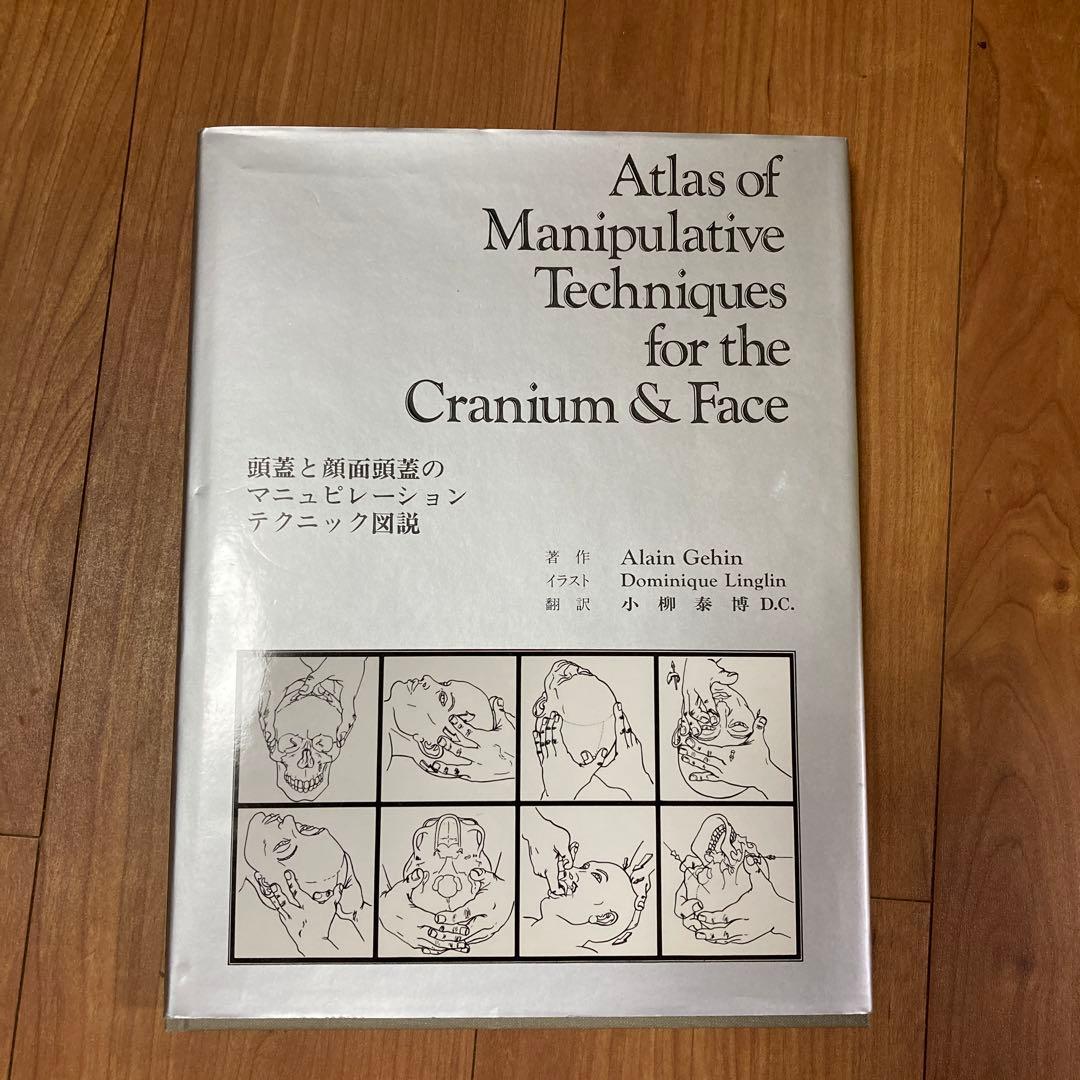 Atlas of
Manipulative
Techniques
for the
Cranium & Face
頭蓋と顔面頭蓋の
マニュピレーション
テクニック図説
著作 Alain Gehin
イラスト Dominique Linglin
翻訳 小柳泰博 D.C.